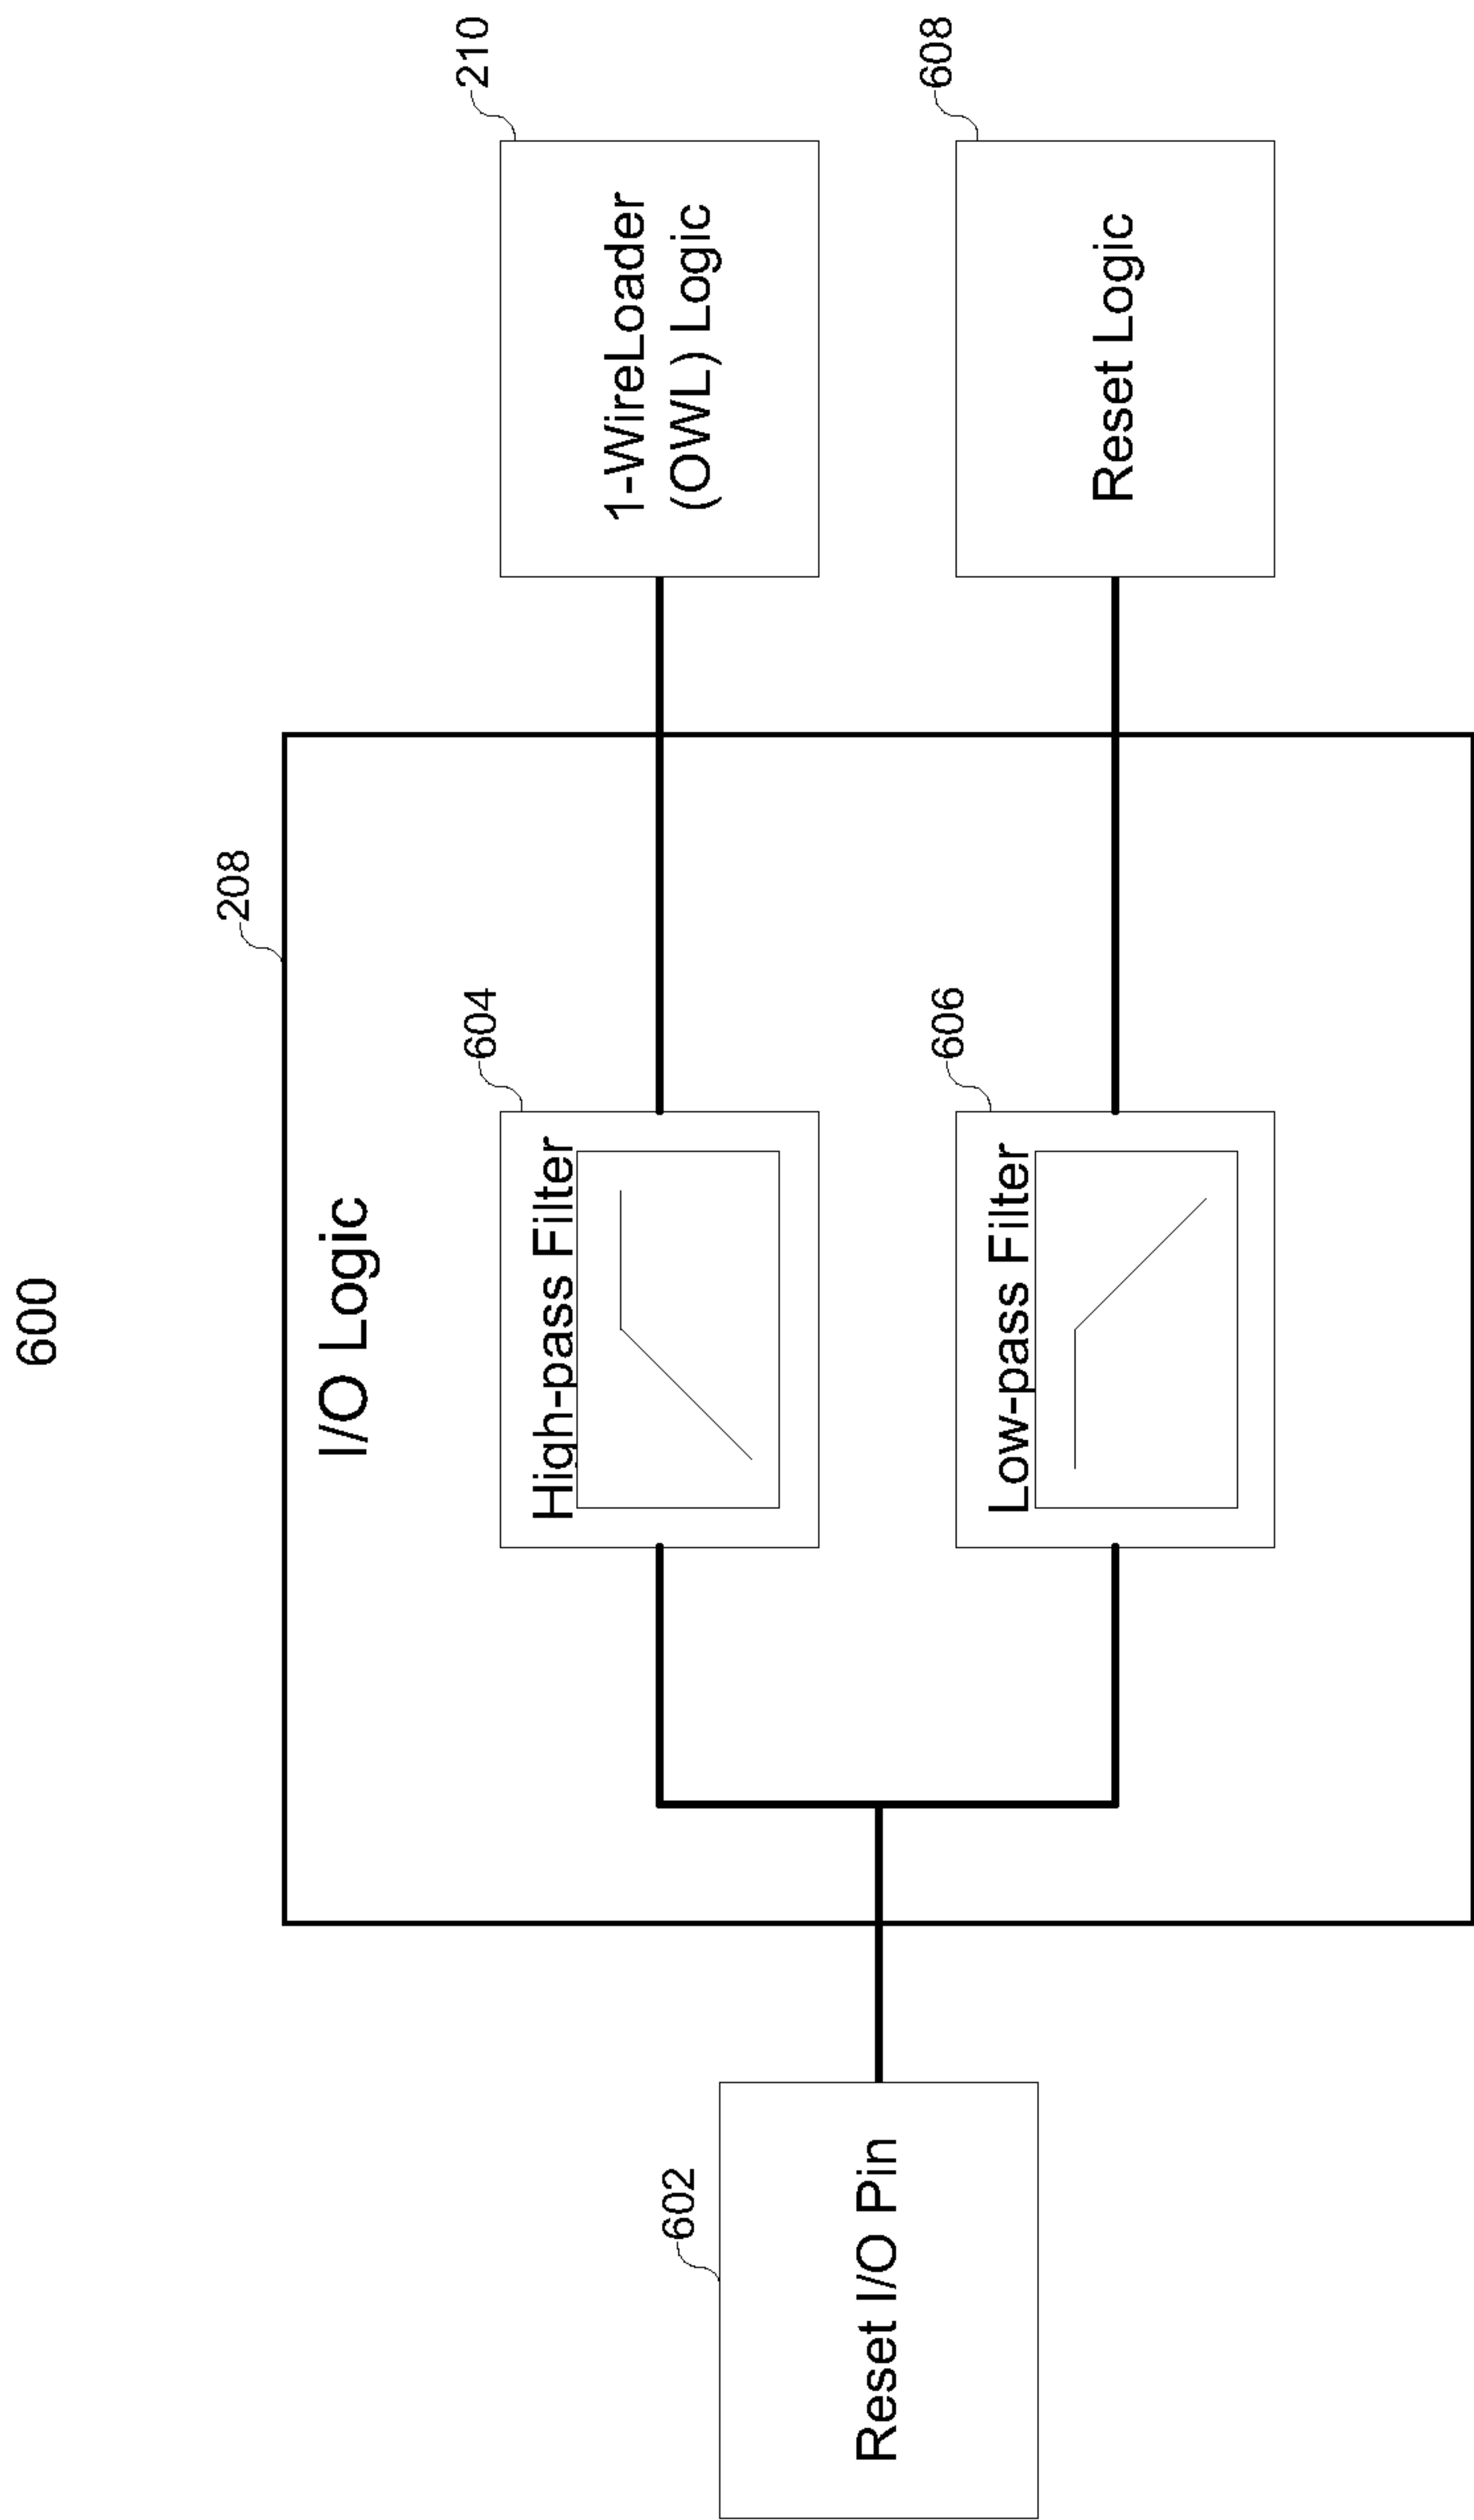 600
208
I/O Logic
602
Reset I/O Pin
604
High-pass Filter
210
1-WireLoader
(OWL) Logic
606
Low-pass Filter
608
Reset Logic